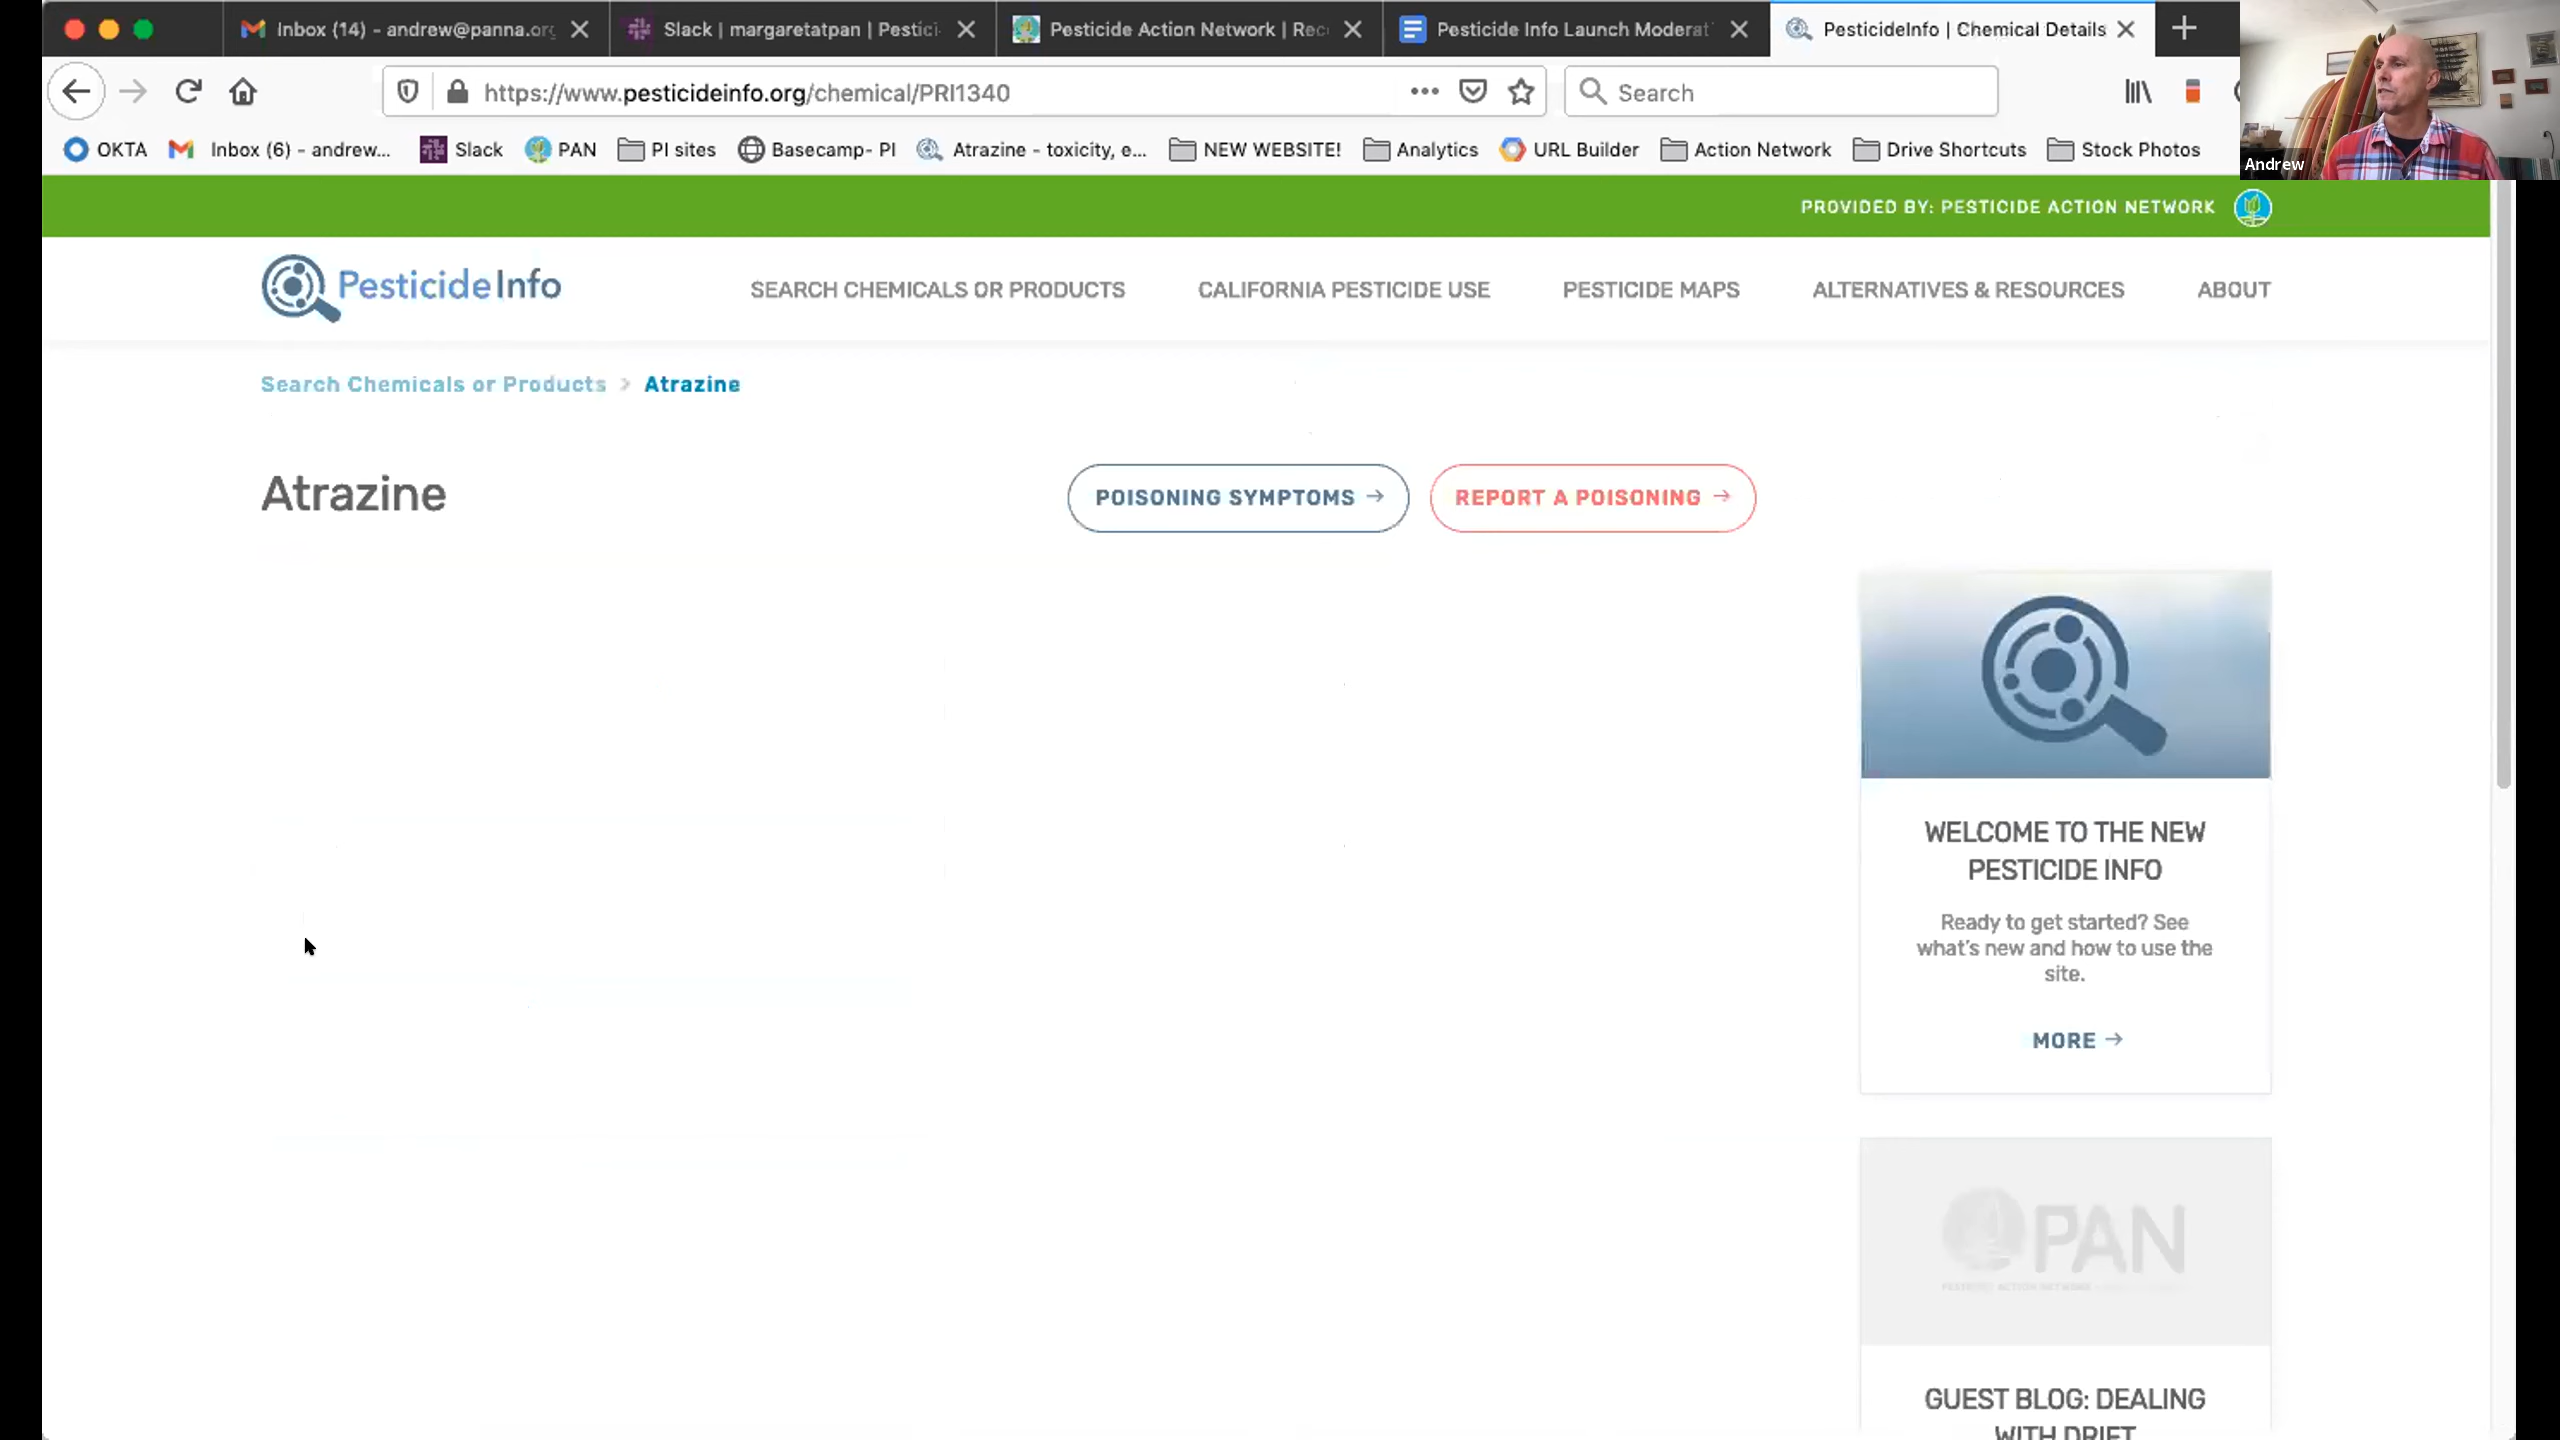 Inbox (14) - andrew@panna.org
Slack | margaretatpan | Pestici
Pesticide Action Network | Rec
Pesticide Info Launch Moderat
PesticideInfo | Chemical Details
https://www.pesticideinfo.org/chemical/PRI1340
Search
OKTA
Inbox (6) - andrew...
Slack
PAN
PI sites
Basecamp- PI
Atrazine - toxicity, e...
NEW WEBSITE!
Analytics
URL Builder
Action Network
Drive Shortcuts
Stock Photos
Andrew
PROVIDED BY: PESTICIDE ACTION NETWORK
PesticideInfo
SEARCH CHEMICALS OR PRODUCTS
CALIFORNIA PESTICIDE USE
PESTICIDE MAPS
ALTERNATIVES & RESOURCES
ABOUT
Search Chemicals or Products > Atrazine
Atrazine
POISONING SYMPTOMS →
REPORT A POISONING →
WELCOME TO THE NEW
PESTICIDE INFO
Ready to get started? See
what's new and how to use the
site.
MORE →
PAN
GUEST BLOG: DEALING
WITH DRIFT